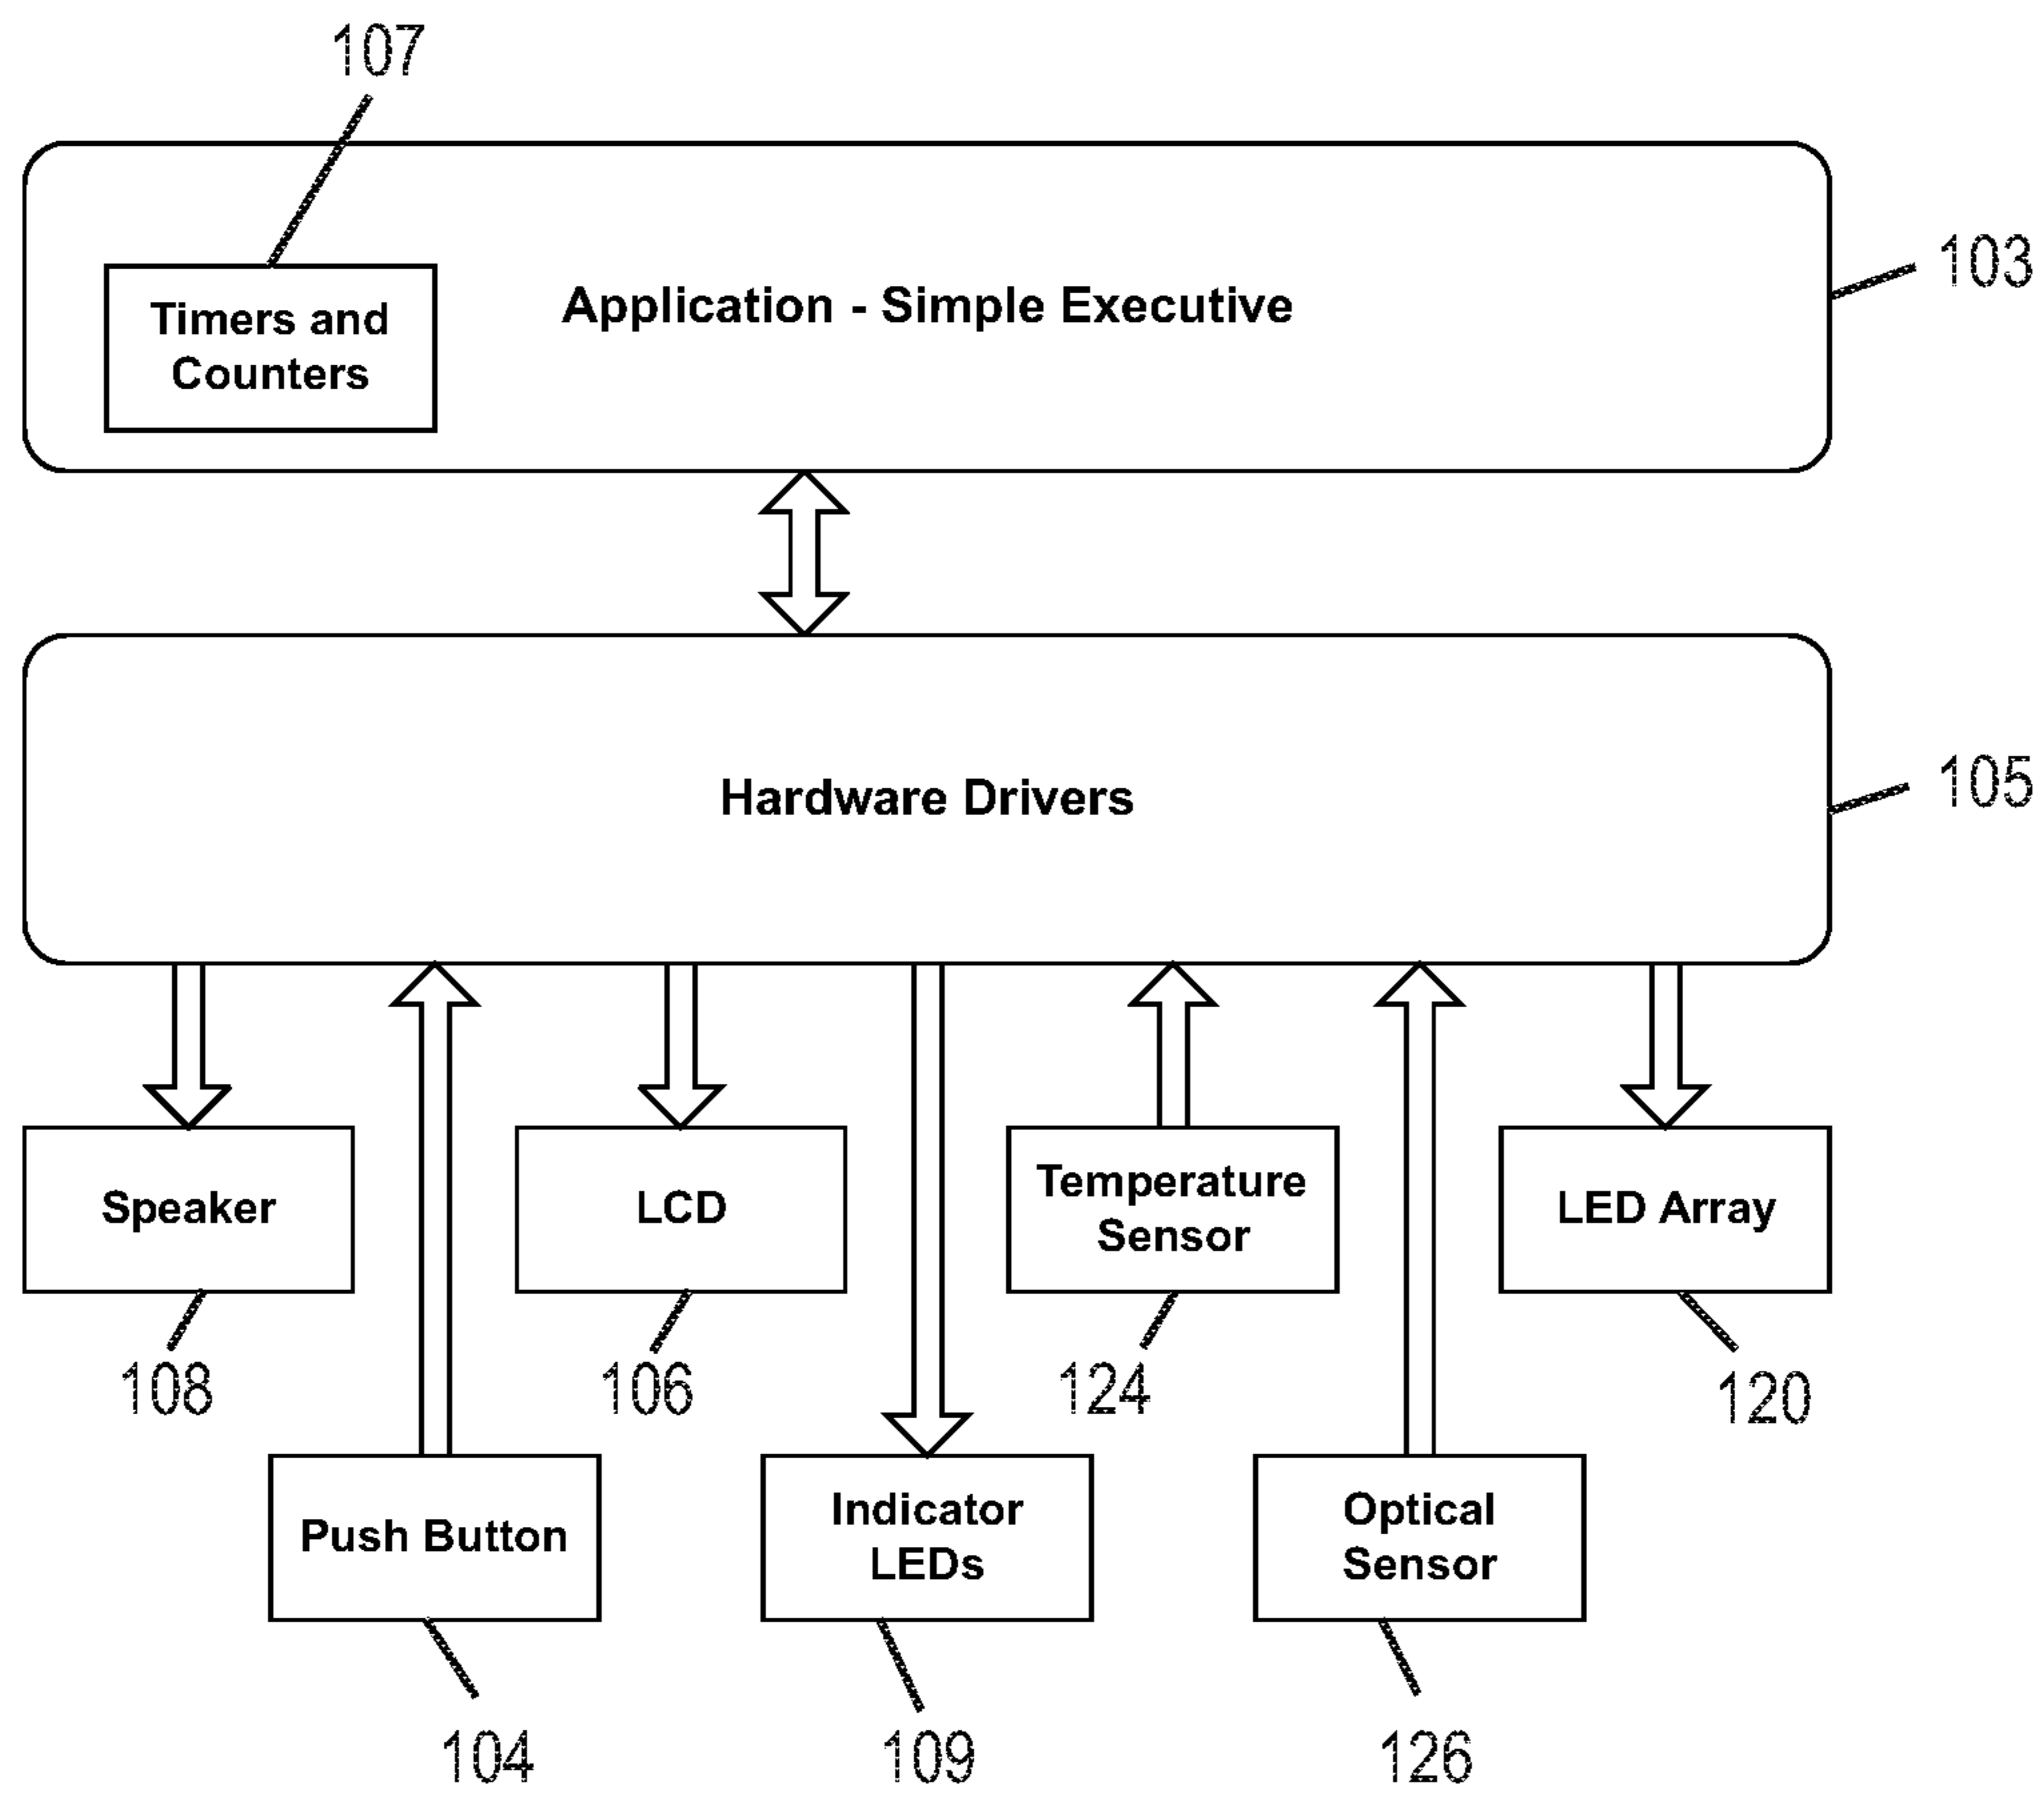 107
103
Timers and
Counters
Application - Simple Executive
105
Hardware Drivers
Speaker
LCD
Temperature
Sensor
LED Array
108
106
124
120
Push Button
Indicator
LEDs
Optical
Sensor
104
109
126